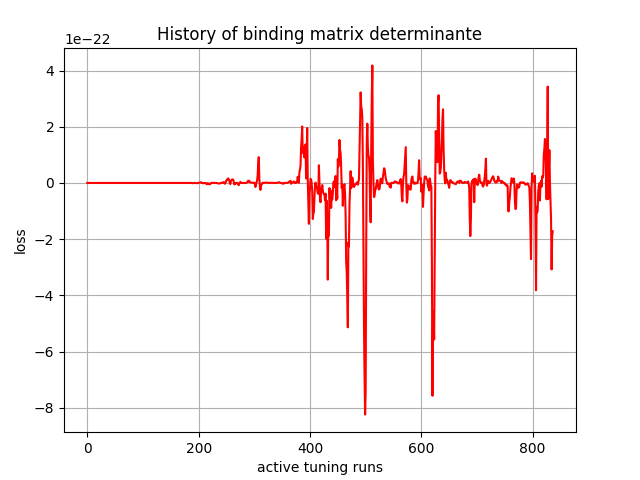 History of binding matrix determinante
1e−22
4
2
0
−2
−4
−6
−8
loss
0 200 400 600 800
active tuning runs